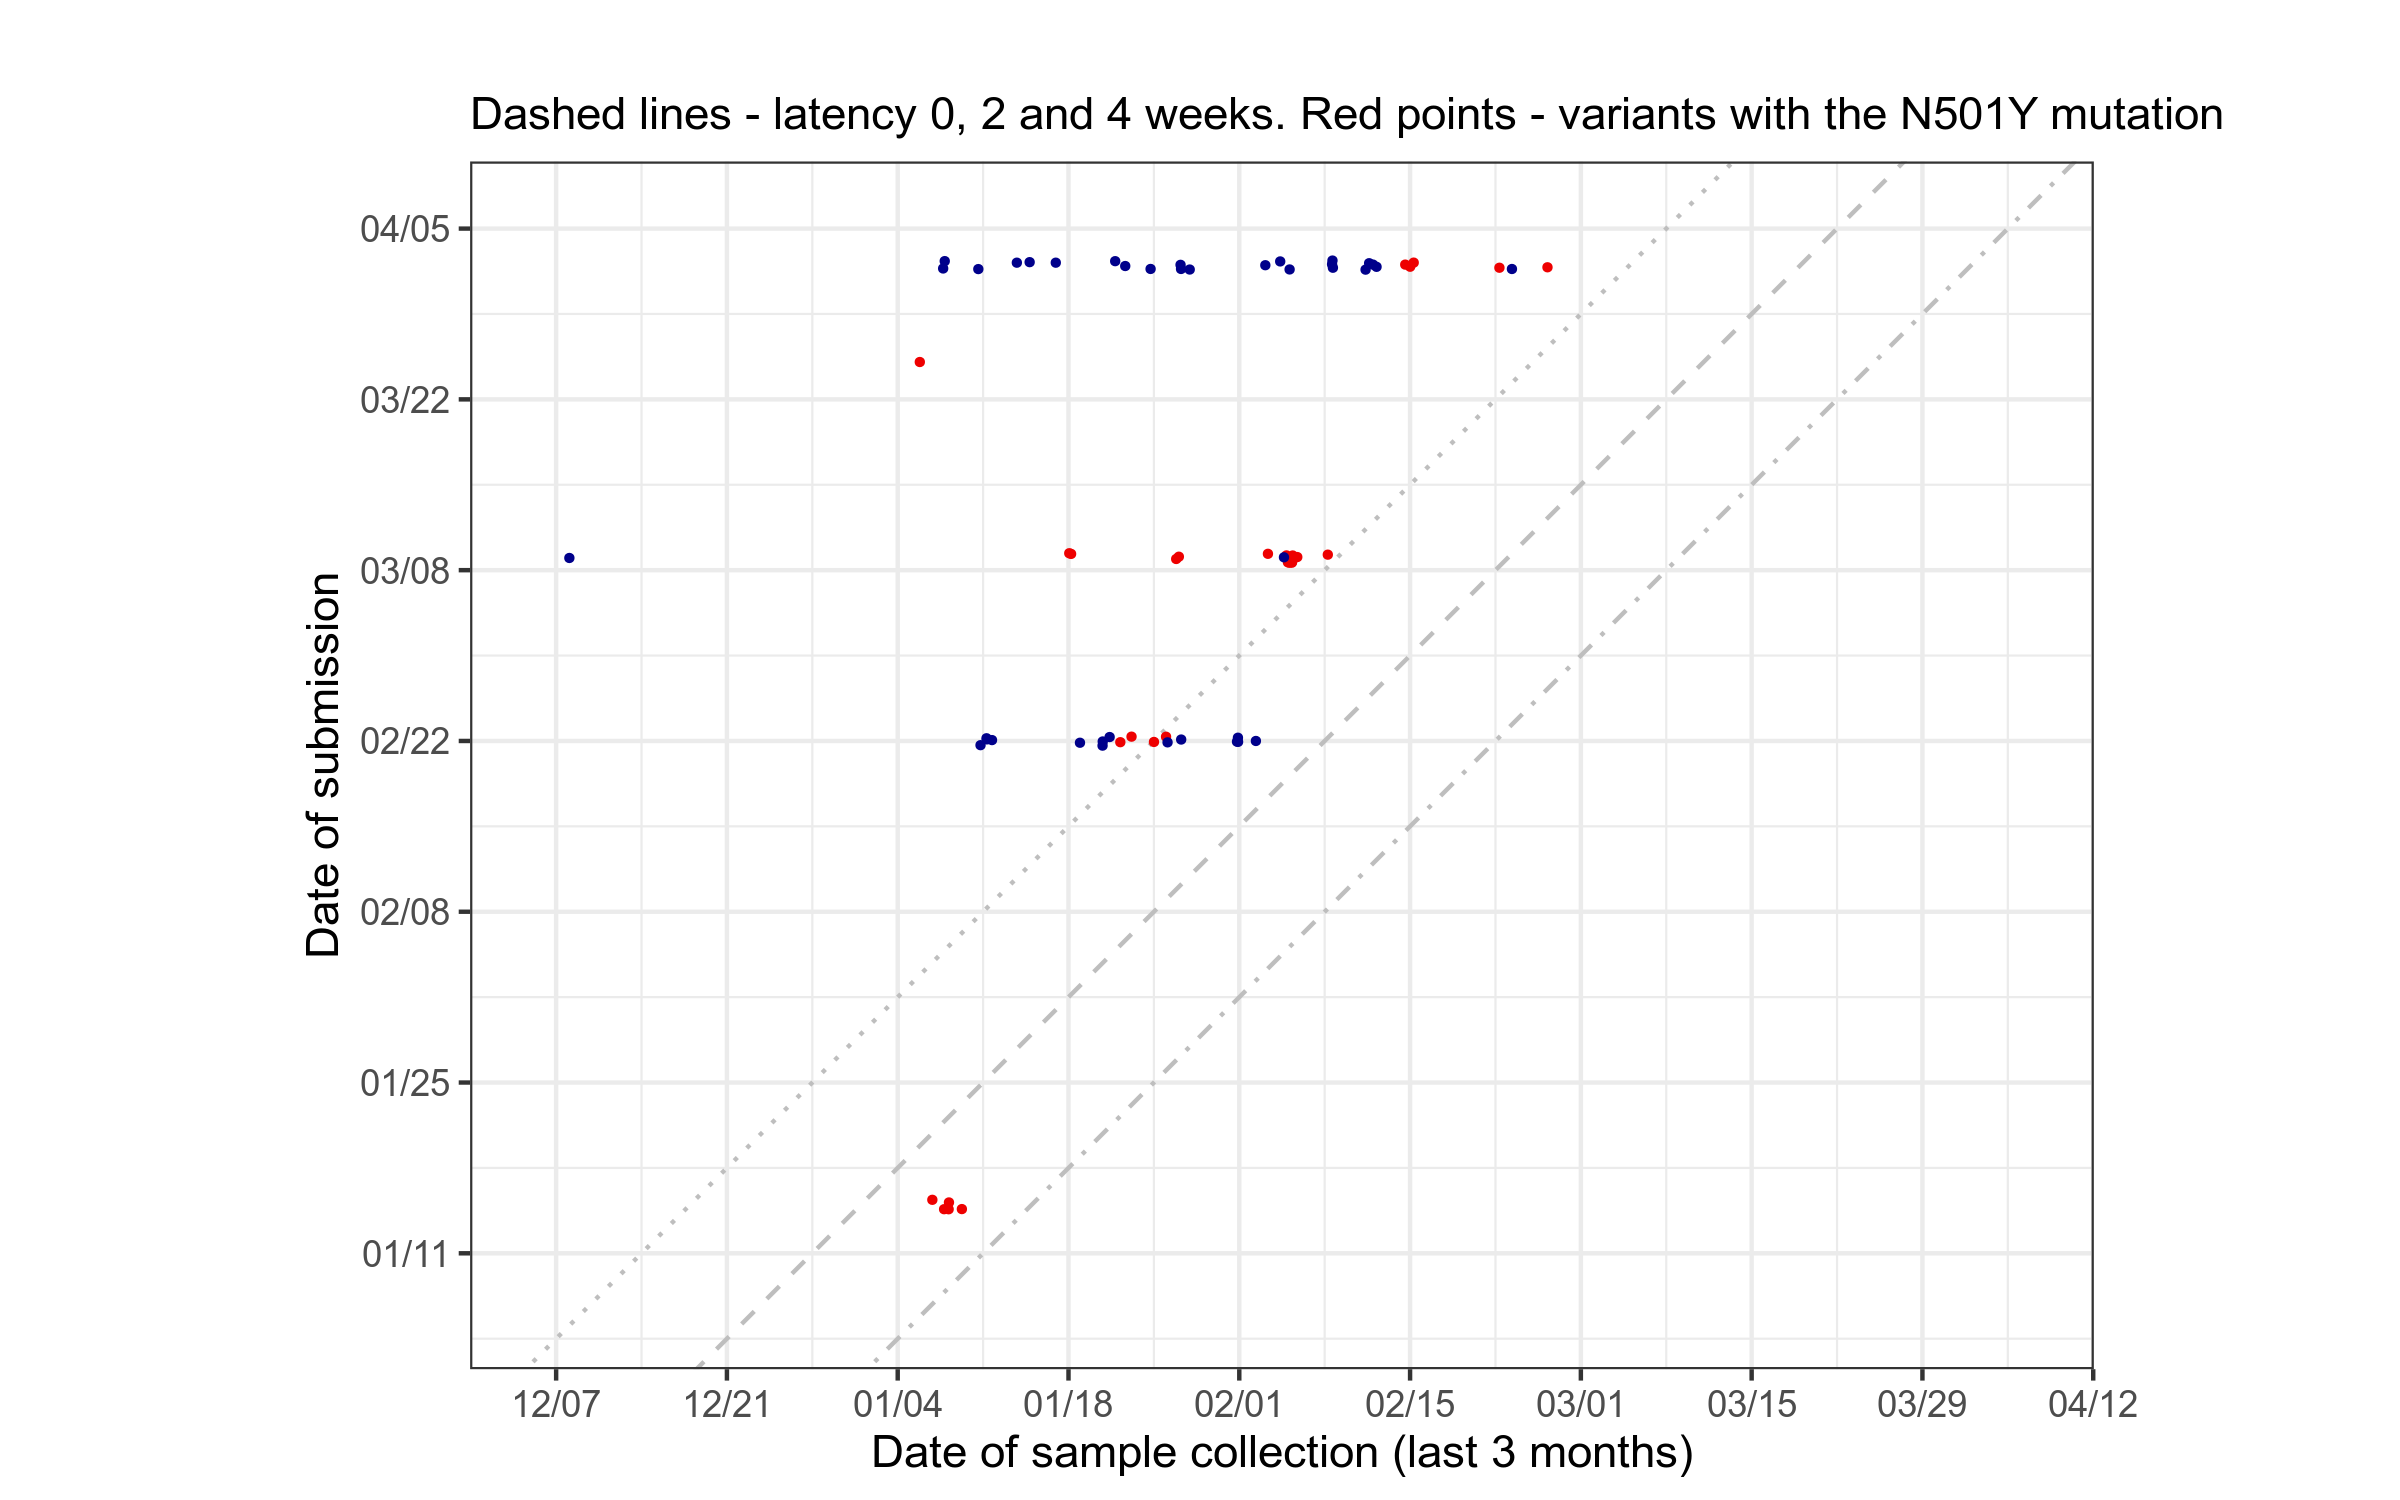 Dashed lines - latency 0, 2 and 4 weeks. Red points - variants with the N501Y mutation
Date of submission
04/05
03/22
03/08
02/22
02/08
01/25
01/11
12/07 12/21 01/04 01/18 02/01 02/15 03/01 03/15 03/29 04/12
Date of sample collection (last 3 months)